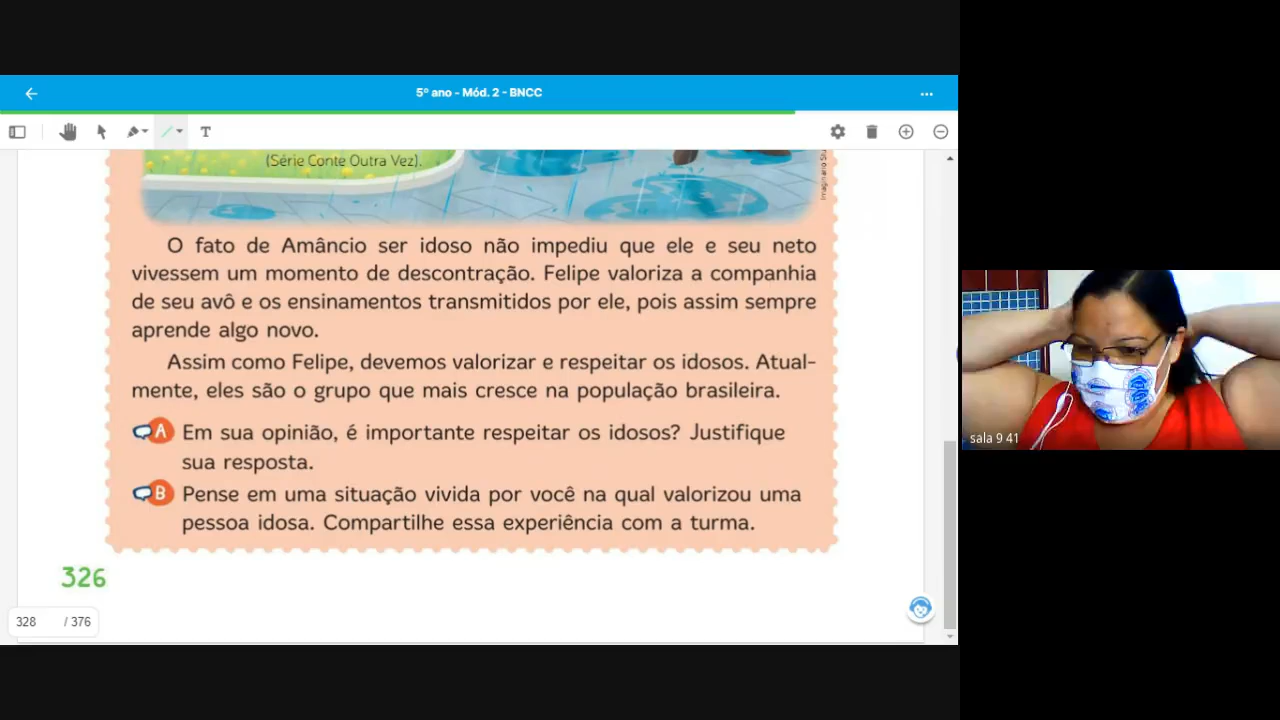 5º ano - Mód. 2 - BNCC
T
(Série Conte Outra Vez).
O fato de Amâncio ser idoso não impediu que ele e seu neto
vivessem um momento de descontração. Felipe valoriza a companhia
de seu avô e os ensinamentos transmitidos por ele, pois assim sempre
aprende algo novo.
Assim como Felipe, devemos valorizar e respeitar os idosos. Atual-
mente, eles são o grupo que mais cresce na população brasileira.
A Em sua opinião, é importante respeitar os idosos? Justifique
sua resposta.
B Pense em uma situação vivida por você na qual valorizou uma
pessoa idosa. Compartilhe essa experiência com a turma.
326
328 / 376
sala 9 41